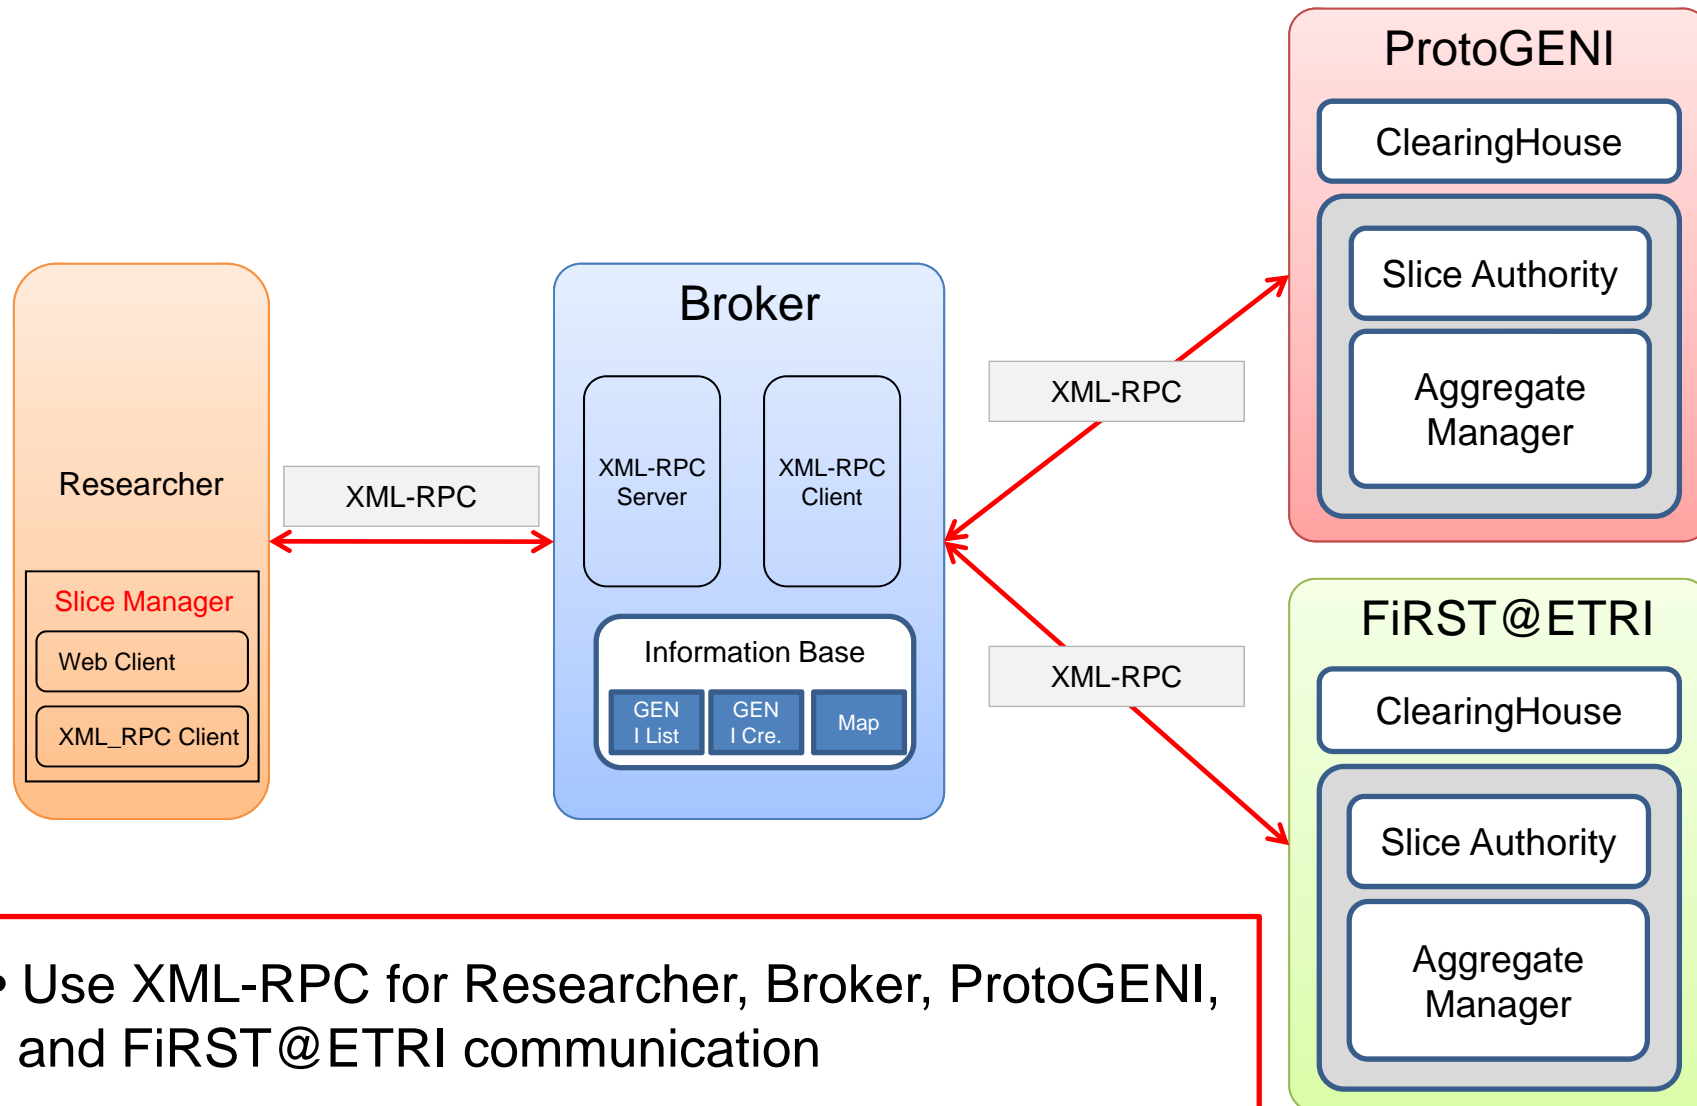 ProtoGENI
ClearingHouse
Slice Authority
Aggregate
Manager
XML-RPC
Broker
XML-RPC
Server
XML-RPC
Client
Information Base
GEN
I List
GEN
I Cre.
Map
Researcher
XML-RPC
Slice Manager
Web Client
XML_RPC Client
XML-RPC
FiRST@ETRI
ClearingHouse
Slice Authority
Aggregate
Manager
• Use XML-RPC for Researcher, Broker, ProtoGENI,
and FiRST@ETRI communication